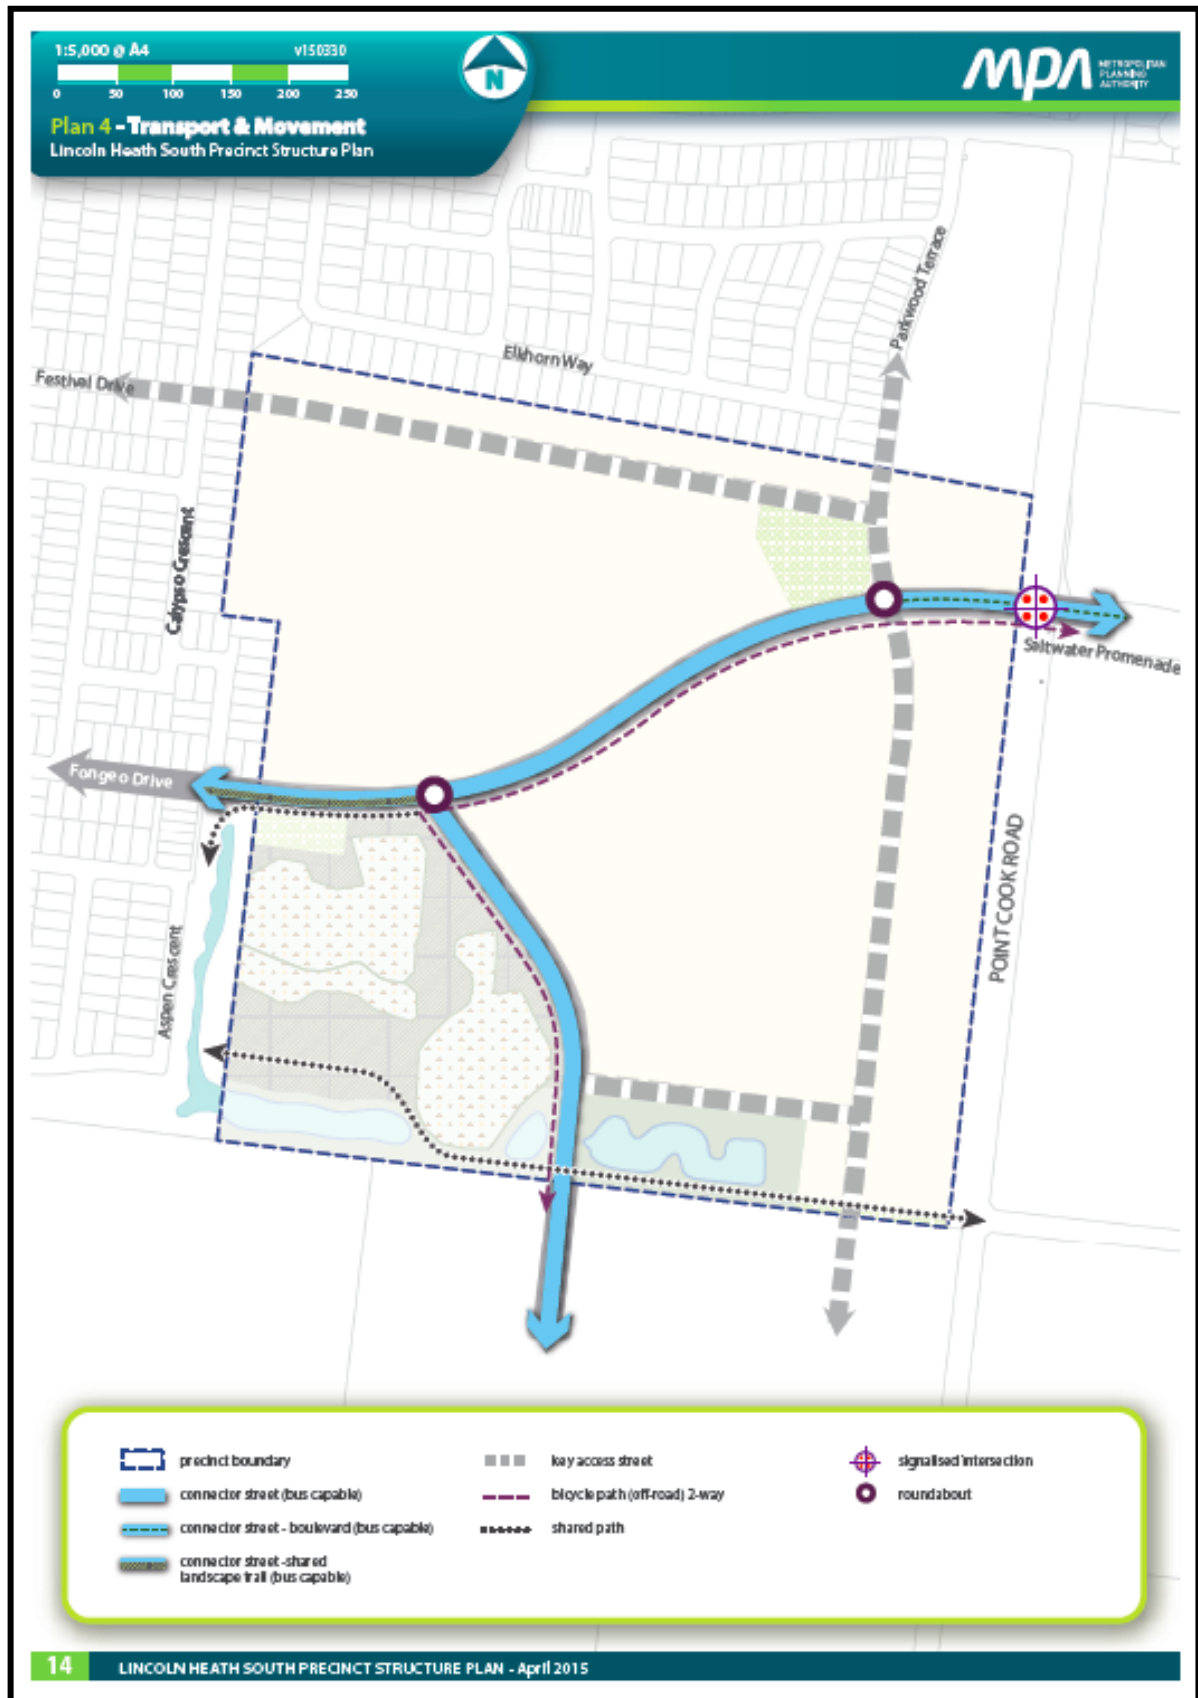 1:5,000 @ A4
v150330
0 50 100 150 200 250
Plan 4 - Transport & Movement
Lincoln Heath South Precinct Structure Plan
N
MPA METROPOLITAN
PLANNING
AUTHORITY
Parkwood Terrace
Elkhorn Way
Festival Drive
Calypso Crescent
Saltwater Promenade
Fongeo Drive
POINT COOK ROAD
Aspen Crescent
precinct boundary
connector street (bus capable)
connector street - boulevard (bus capable)
connector street -shared
landscape trail (bus capable)
key access street
bicycle path (off-road) 2-way
shared path
signalised intersection
roundabout
14 LINCOLN HEATH SOUTH PRECINCT STRUCTURE PLAN - April 2015